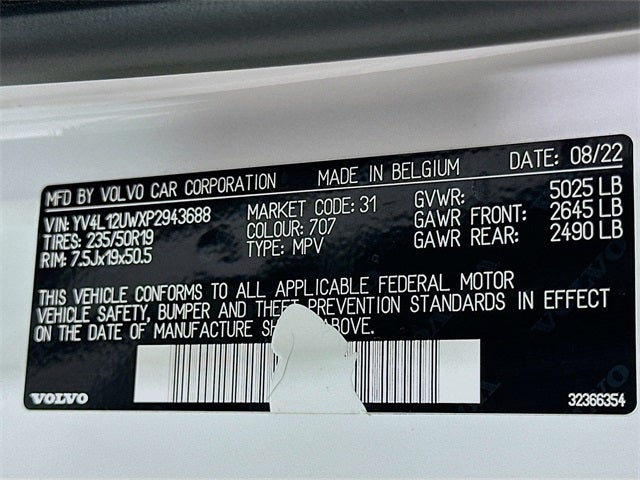 MFD BY VOLVO CAR CORPORATION MADE IN BELGIUM DATE: 08/22
VIN: YV4L12UWXP2943688 MARKET CODE: 31 GVWR: 5025 LB
TIRES: 235/50R19 COLOUR: 707 GAWR FRONT: 2645 LB
RIM: 7.5Jx19x50.5 TYPE: MPV GAWR REAR: 2490 LB
THIS VEHICLE CONFORMS TO ALL APPLICABLE FEDERAL MOTOR
VEHICLE SAFETY, BUMPER AND THEFT PREVENTION STANDARDS IN EFFECT
ON THE DATE OF MANUFACTURE ABOVE.
VOLVO 32366354